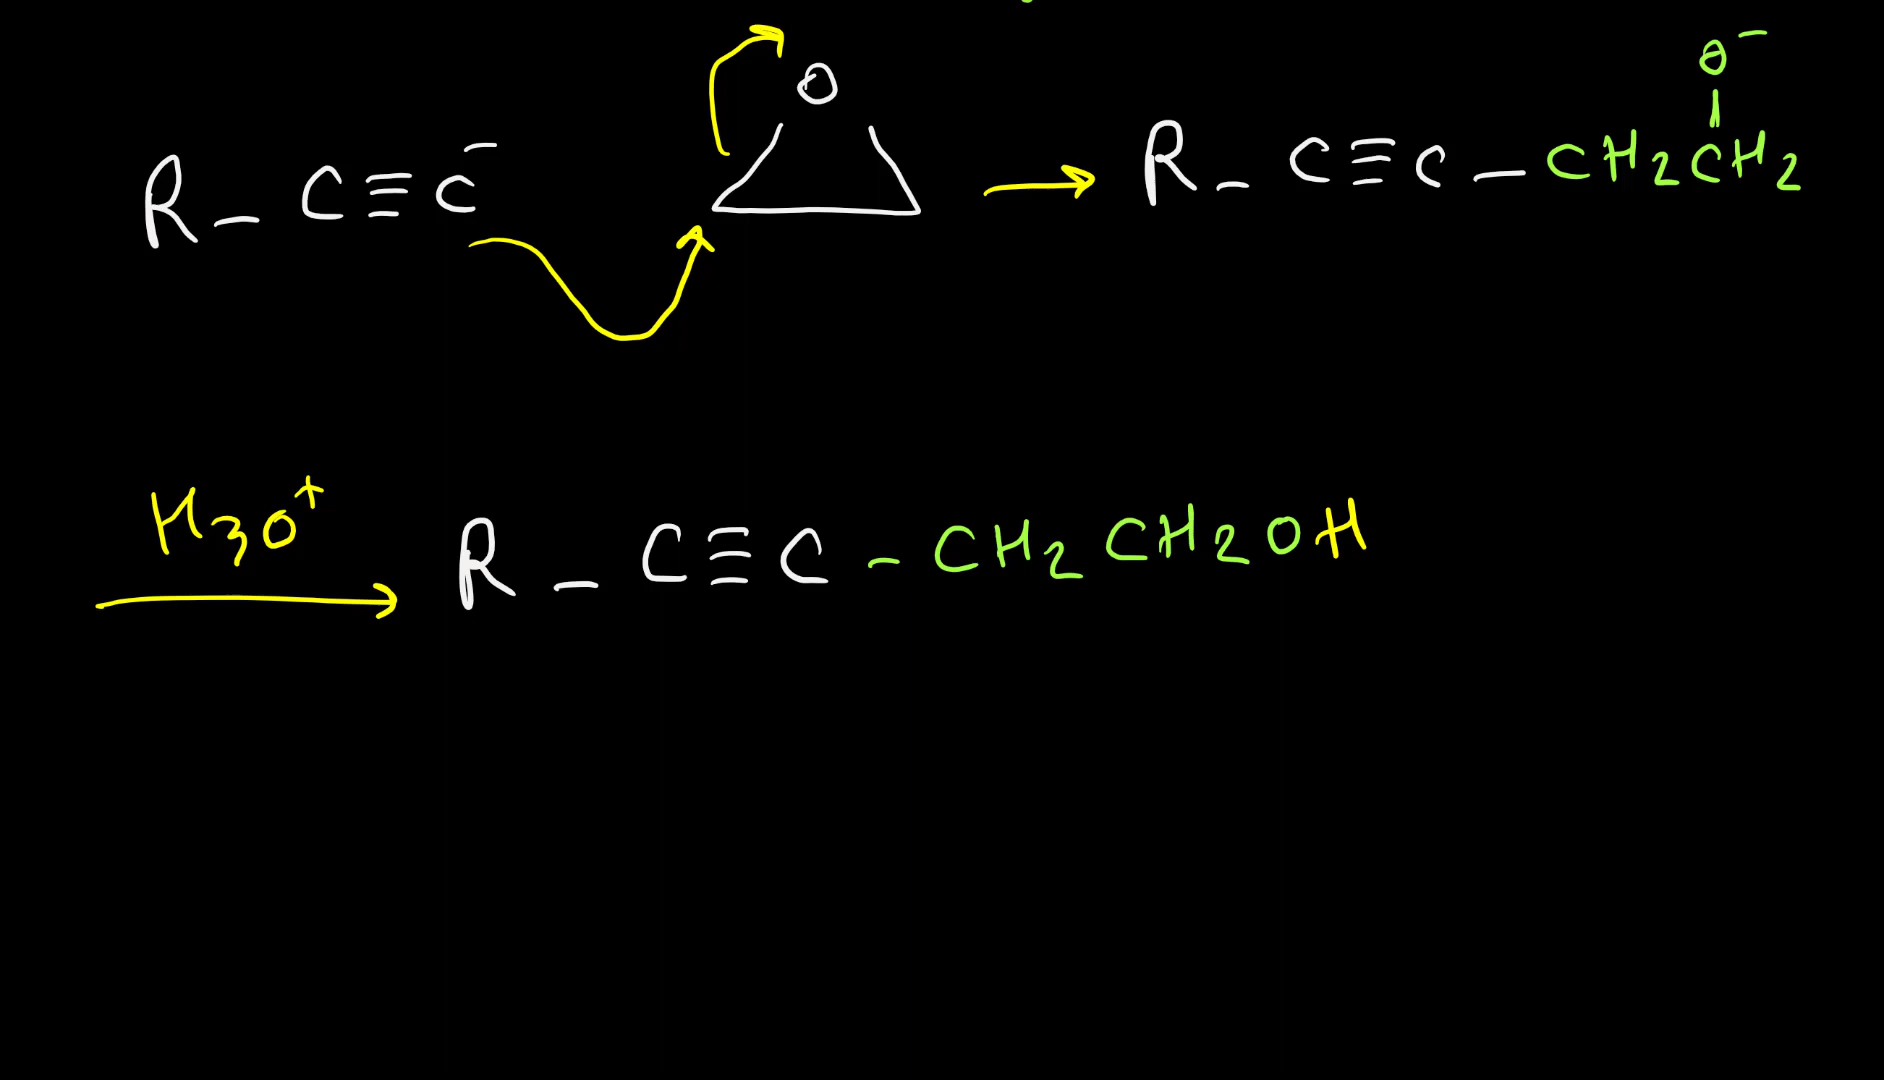 R - C ≡ C⁻ O → R - C ≡ C - CH2CH2 O⁻
H3O⁺ → R - C ≡ C - CH2CH2OH